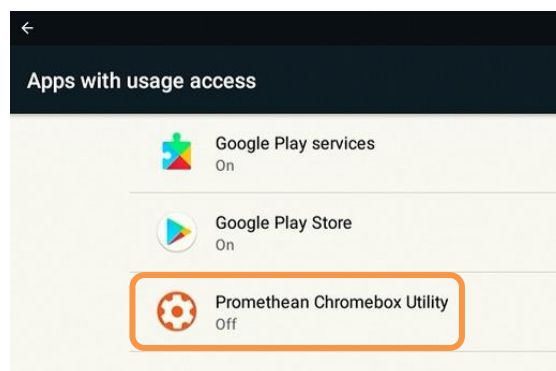 Apps with usage access
Google Play services
On
Google Play Store
On
Promethean Chromebox Utility
Off